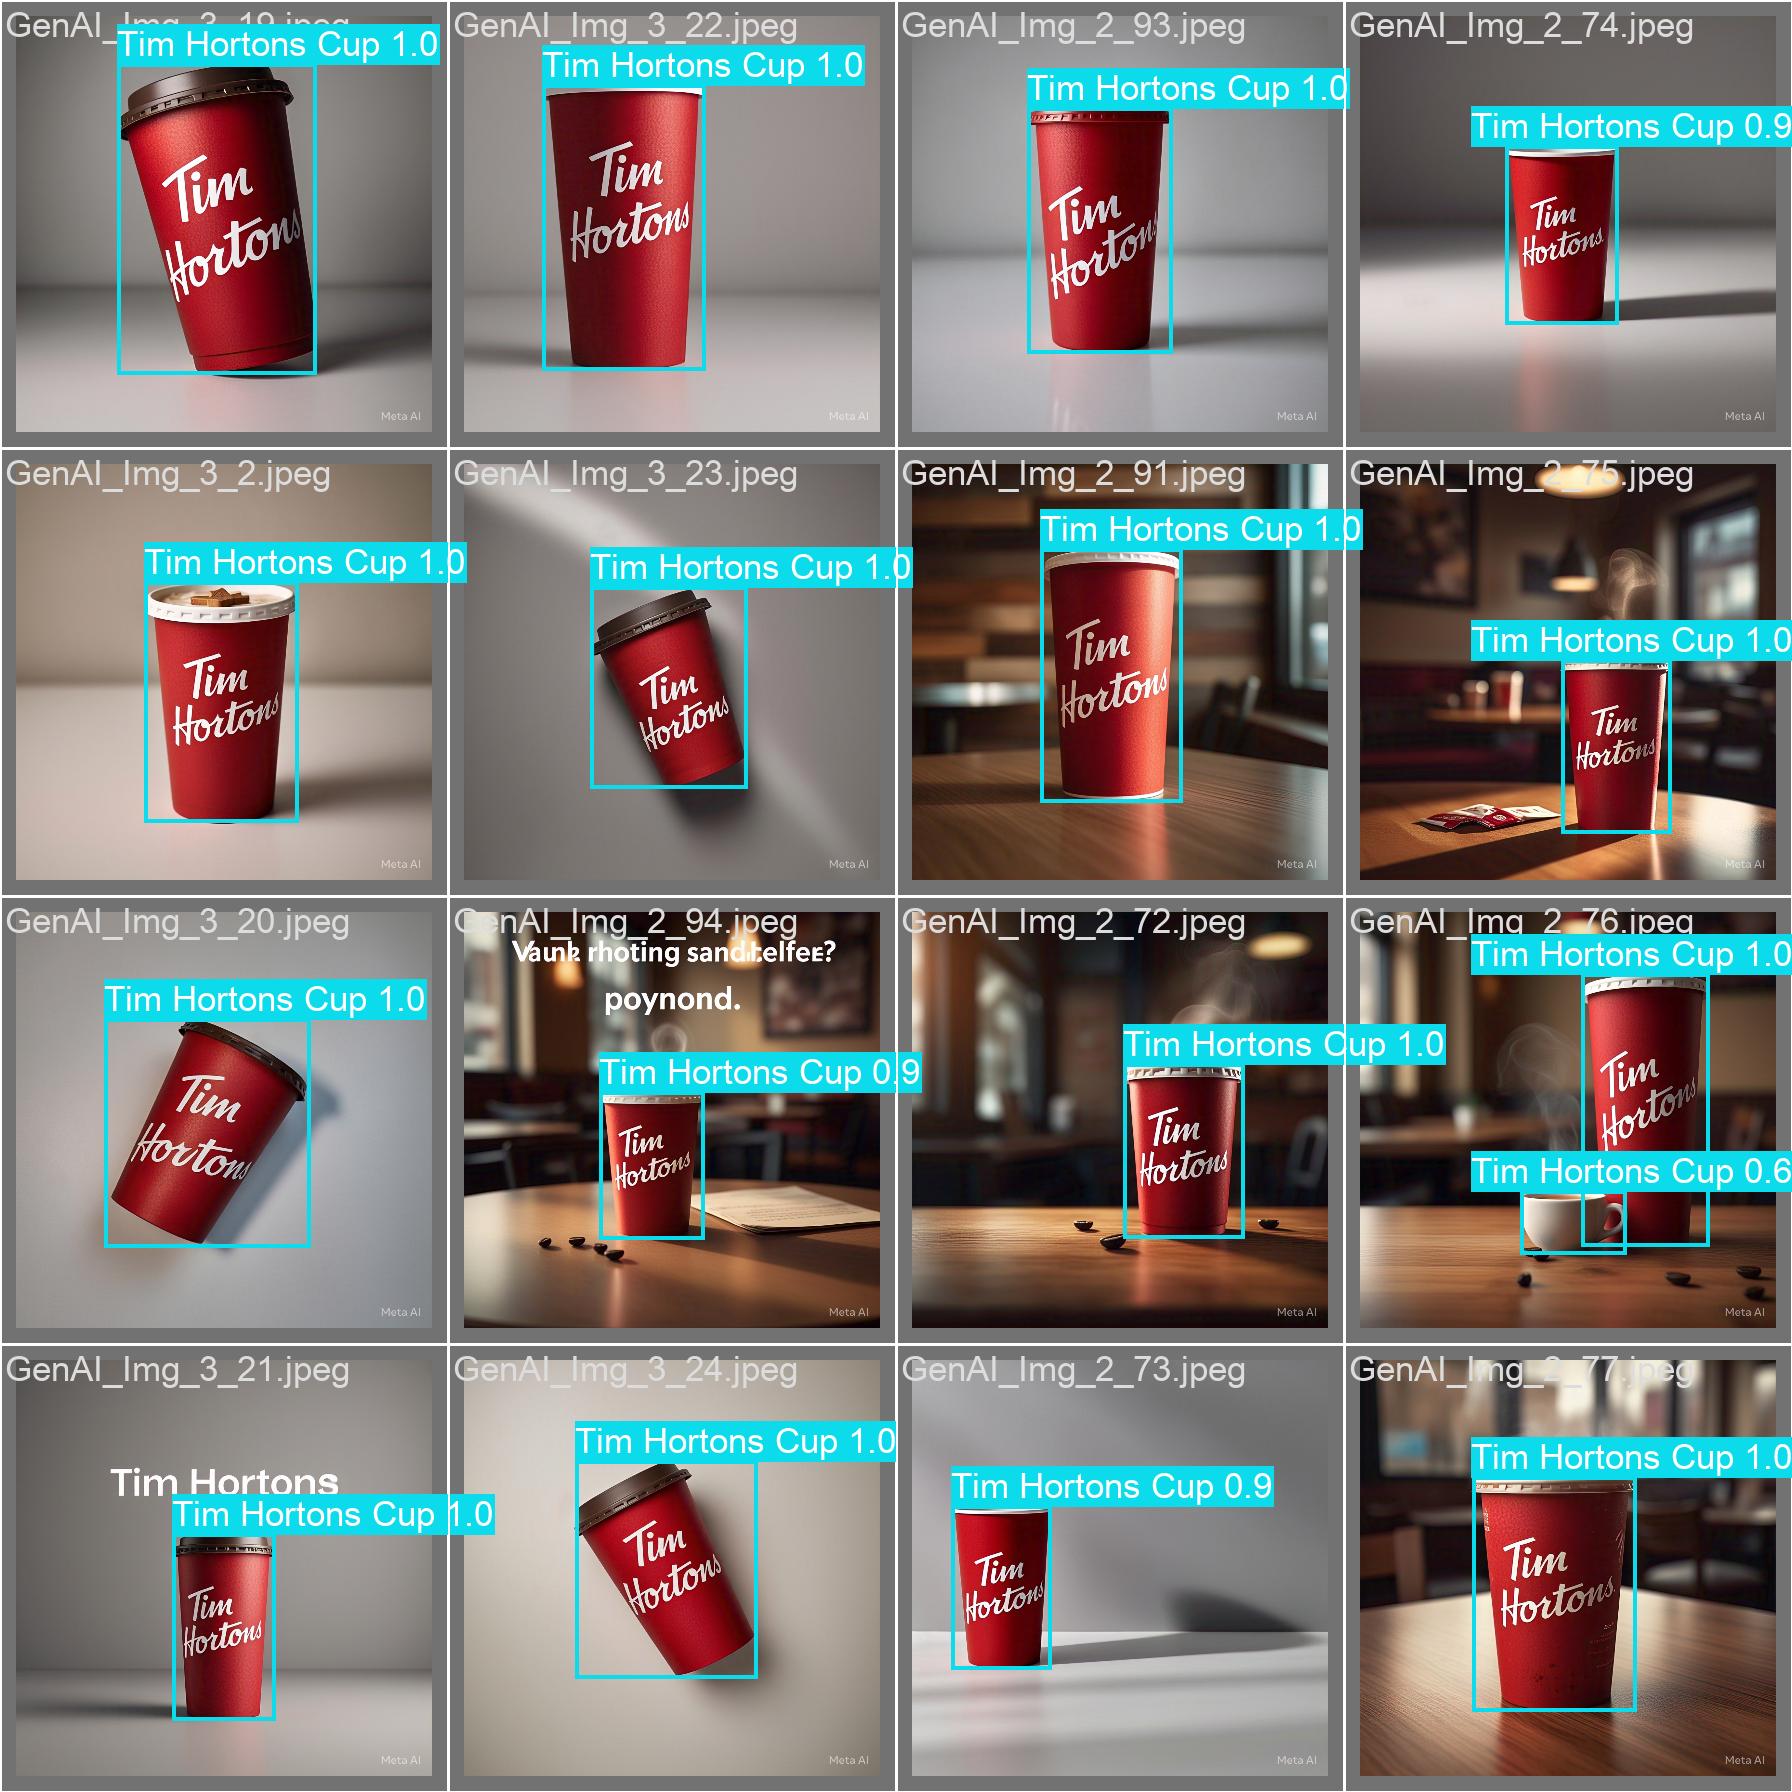 GenAI_Img_3_19.jpeg
Tim Hortons Cup 1.0
Tim
Hortons
Meta AI
GenAI_Img_3_22.jpeg
Tim Hortons Cup 1.0
Tim
Hortons
Meta AI
GenAI_Img_2_93.jpeg
Tim Hortons Cup 1.0
Tim
Hortons
Meta AI
GenAI_Img_2_74.jpeg
Tim Hortons Cup 0.9
Tim
Hortons
Meta AI
GenAI_Img_3_2.jpeg
Tim Hortons Cup 1.0
Tim
Hortons
Meta AI
GenAI_Img_3_23.jpeg
Tim Hortons Cup 1.0
Tim
Hortons
Meta AI
GenAI_Img_2_91.jpeg
Tim Hortons Cup 1.0
Tim
Hortons
Meta AI
GenAI_Img_2_75.jpeg
Tim Hortons Cup 1.0
Tim
Hortons
Meta AI
GenAI_Img_3_20.jpeg
Tim Hortons Cup 1.0
Tim
Hortons
Meta AI
GenAI_Img_2_94.jpeg
Vaunk rhoting sandt.elfee?
poynond.
Tim Hortons Cup 0.9
Tim
Hortons
Meta AI
GenAI_Img_2_72.jpeg
Tim Hortons Cup 1.0
Tim
Hortons
Meta AI
GenAI_Img_2_76.jpeg
Tim Hortons Cup 1.0
Tim
Hortons
Tim Hortons Cup 0.6
Meta AI
GenAI_Img_3_21.jpeg
Tim Hortons
Tim Hortons Cup 1.0
Tim
Hortons
Meta AI
GenAI_Img_3_24.jpeg
Tim Hortons Cup 1.0
Tim
Hortons
Meta AI
GenAI_Img_2_73.jpeg
Tim Hortons Cup 0.9
Tim
Hortons
Meta AI
GenAI_Img_2_77.jpeg
Tim Hortons Cup 1.0
Tim
Hortons
Meta AI